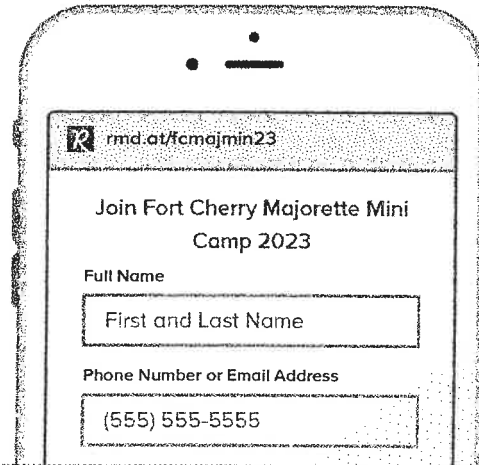 R rmd.at/fcmajmin23
Join Fort Cherry Majorette Mini
Camp 2023
Full Name
First and Last Name
Phone Number or Email Address
(555) 555-5555